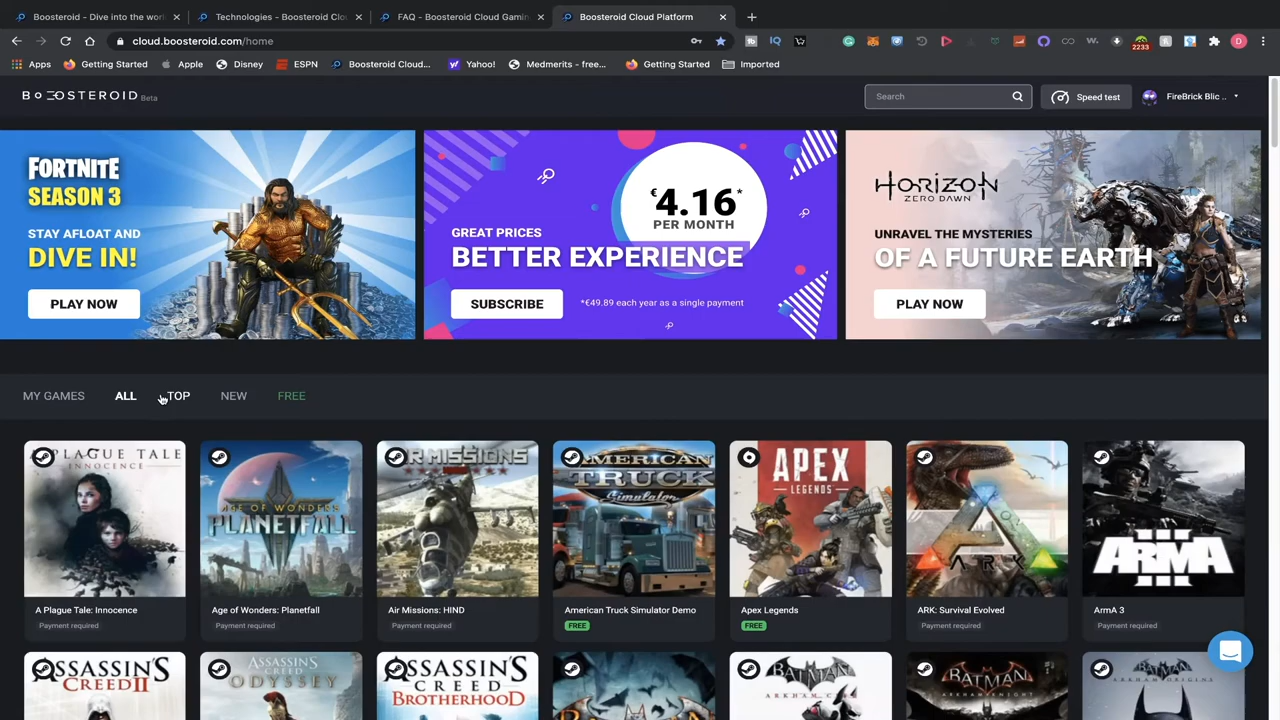 Boosteroid - Dive into the worl
Technologies - Boosteroid Clou
FAQ - Boosteroid Cloud Gamin
Boosteroid Cloud Platform
cloud.boosteroid.com/home
2233
D
Apps
Getting Started
Apple
Disney
ESPN
Boosteroid Cloud...
Yahoo!
Medmerits - free...
Getting Started
Imported
BOOSTEROID Beta
Search
Speed test
FireBrick Blic ..
FORTNITE
SEASON 3
STAY AFLOAT AND
DIVE IN!
PLAY NOW
€4.16*
PER MONTH
GREAT PRICES
BETTER EXPERIENCE
SUBSCRIBE
*€49.89 each year as a single payment
HORIZON
ZERO DAWN
UNRAVEL THE MYSTERIES
OF A FUTURE EARTH
PLAY NOW
MY GAMES
ALL
TOP
NEW
FREE
PLAGUE TALE
INNOCENCE
AGE OF WONDERS
PLANETFALL
AIR MISSIONS
AMERICAN
TRUCK
Simulator
APEX
LEGENDS
ARK
ARMA
III
A Plague Tale: Innocence
Payment required
Age of Wonders: Planetfall
Payment required
Air Missions: HIND
Payment required
American Truck Simulator Demo
FREE
Apex Legends
FREE
ARK: Survival Evolved
Payment required
ArmA 3
Payment required
ASSASSIN'S
CREED II
ASSASSIN'S
CREED
ODYSSEY
ASSASSIN'S
CREED
BROTHERHOOD
BATMAN
BATMAN
BATMAN